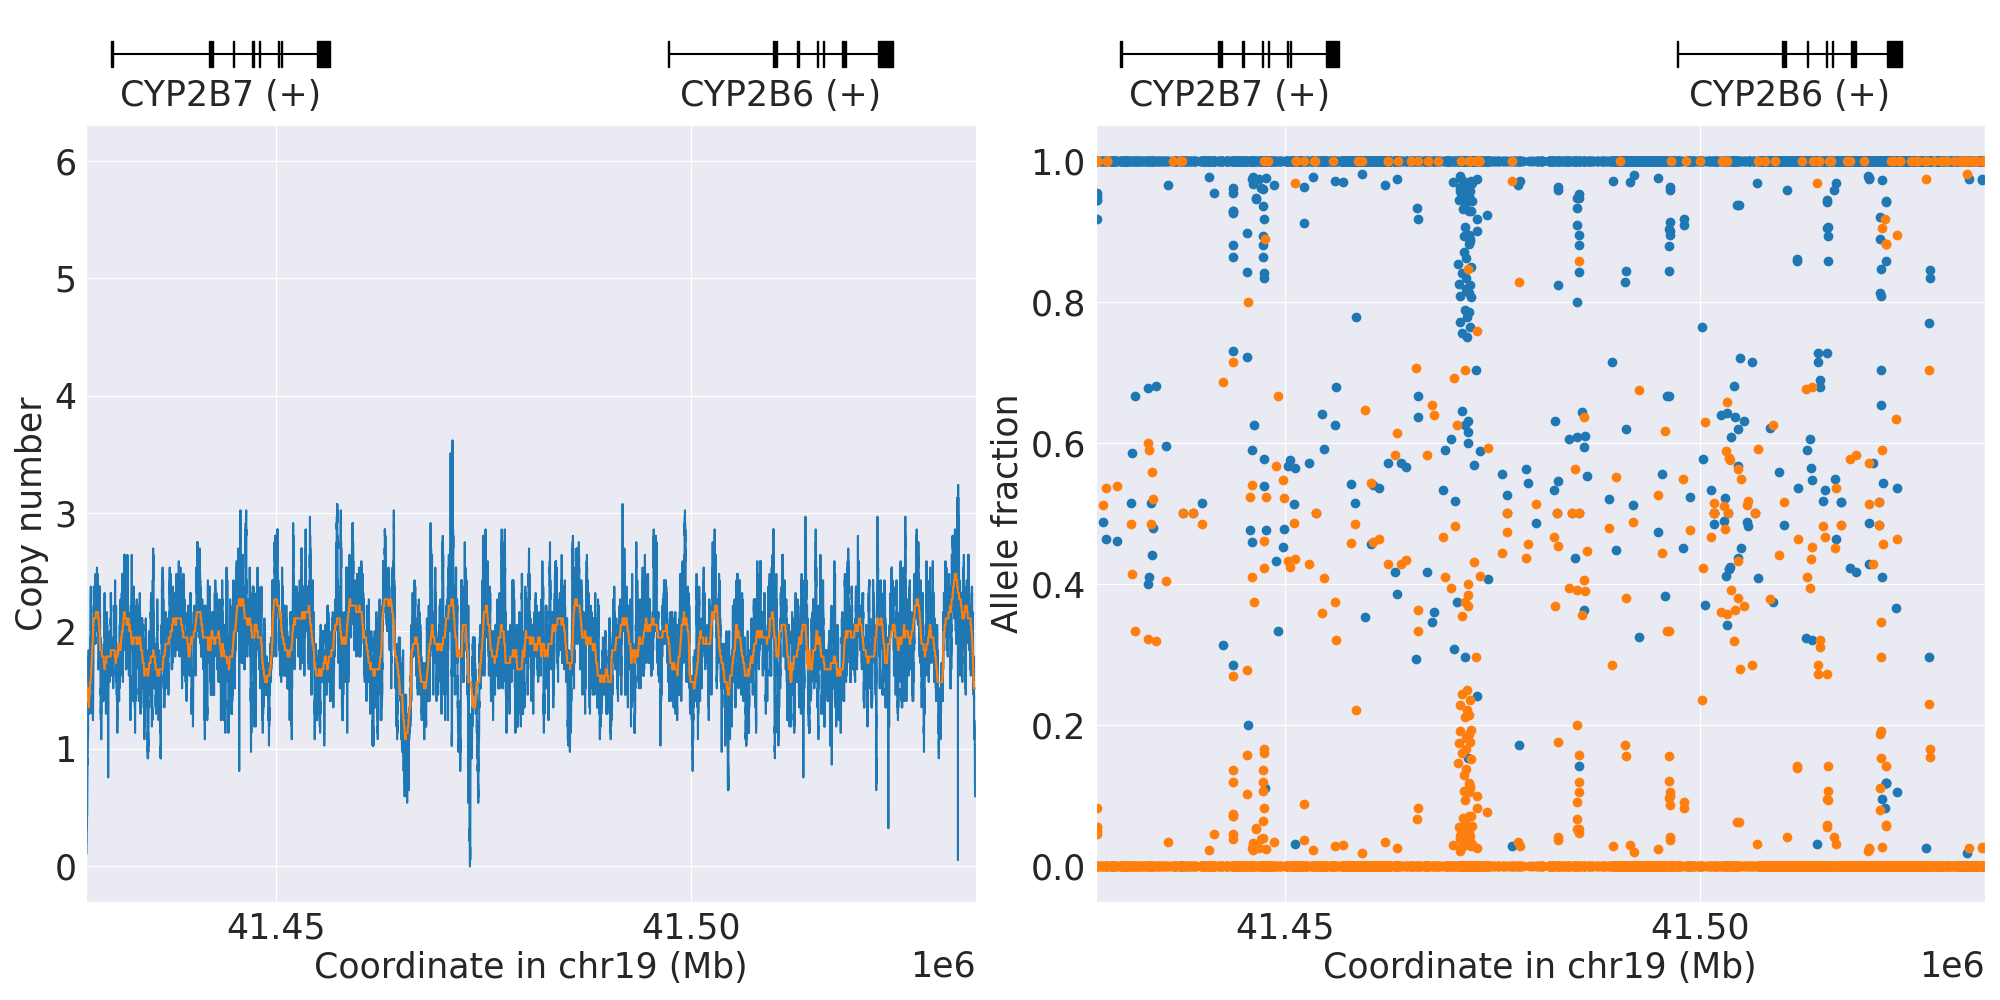 CYP2B7 (+)
CYP2B6 (+)
6
5
4
3
2
1
0
Copy number
41.45
41.50
Coordinate in chr19 (Mb)
1e6
CYP2B7 (+)
CYP2B6 (+)
1.0
0.8
0.6
0.4
0.2
0.0
Allele fraction
41.45
41.50
Coordinate in chr19 (Mb)
1e6